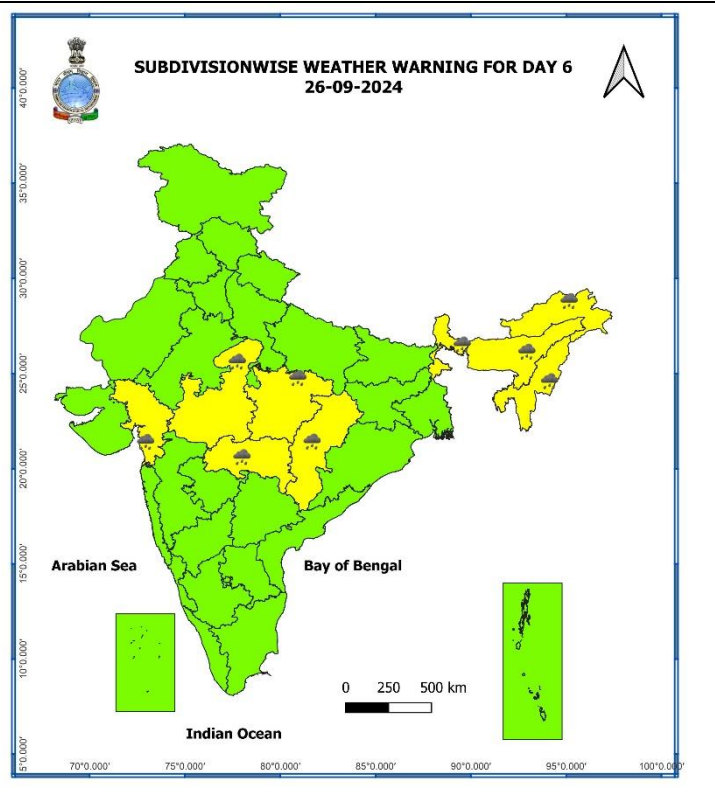 SUBDIVISIONWISE WEATHER WARNING FOR DAY 6
26-09-2024
40°0.000'
35°0.000'
30°0.000'
25°0.000'
20°0.000'
15°0.000'
10°0.000'
5°0.000'
Arabian Sea
Bay of Bengal
0 250 500 km
Indian Ocean
70°0.000' 75°0.000' 80°0.000' 85°0.000' 90°0.000' 95°0.000' 100°0.000'